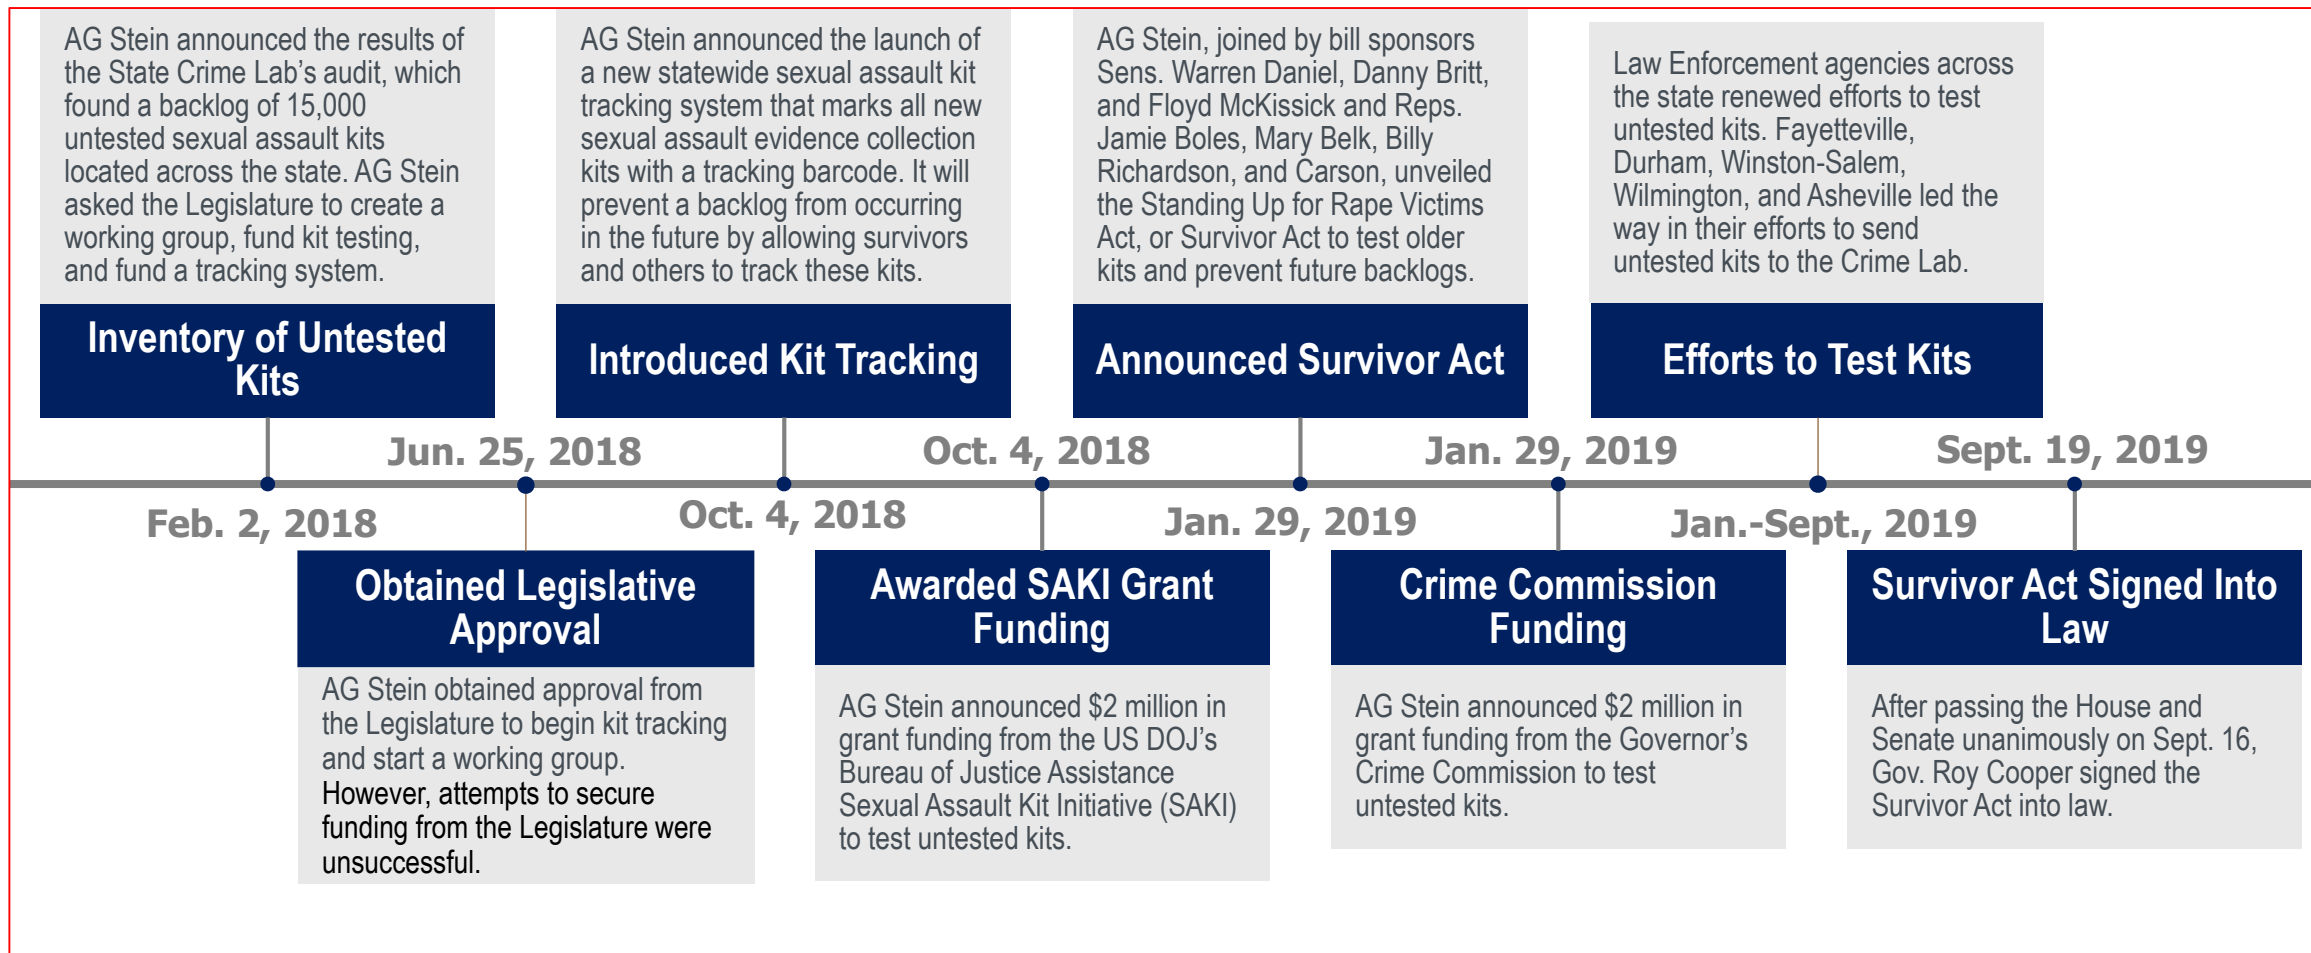 AG Stein announced the results of
the State Crime Lab’s audit, which
found a backlog of 15,000
untested sexual assault kits
located across the state. AG Stein
asked the Legislature to create a
working group, fund kit testing,
and fund a tracking system.
Inventory of Untested
Kits
Feb. 2, 2018
Jun. 25, 2018
Obtained Legislative
Approval
AG Stein obtained approval from
the Legislature to begin kit tracking
and start a working group.
However, attempts to secure
funding from the Legislature were
unsuccessful.
AG Stein announced the launch of
a new statewide sexual assault kit
tracking system that marks all new
sexual assault evidence collection
kits with a tracking barcode. It will
prevent a backlog from occurring
in the future by allowing survivors
and others to track these kits.
Introduced Kit Tracking
Oct. 4, 2018
Oct. 4, 2018
Awarded SAKI Grant
Funding
AG Stein announced $2 million in
grant funding from the US DOJ’s
Bureau of Justice Assistance
Sexual Assault Kit Initiative (SAKI)
to test untested kits.
AG Stein, joined by bill sponsors
Sens. Warren Daniel, Danny Britt,
and Floyd McKissick and Reps.
Jamie Boles, Mary Belk, Billy
Richardson, and Carson, unveiled
the Standing Up for Rape Victims
Act, or Survivor Act to test older
kits and prevent future backlogs.
Announced Survivor Act
Jan. 29, 2019
Jan. 29, 2019
Crime Commission
Funding
AG Stein announced $2 million in
grant funding from the Governor’s
Crime Commission to test
untested kits.
Law Enforcement agencies across
the state renewed efforts to test
untested kits. Fayetteville,
Durham, Winston-Salem,
Wilmington, and Asheville led the
way in their efforts to send
untested kits to the Crime Lab.
Efforts to Test Kits
Jan.-Sept., 2019
Sept. 19, 2019
Survivor Act Signed Into
Law
After passing the House and
Senate unanimously on Sept. 16,
Gov. Roy Cooper signed the
Survivor Act into law.